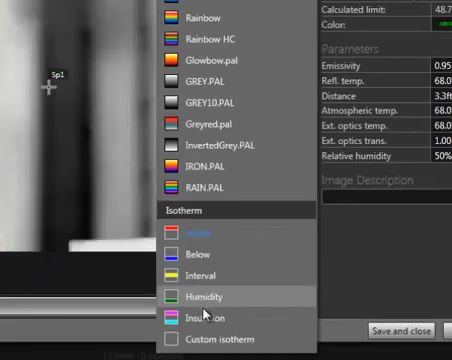 Calculated limit: 48.7
Rainbow
Color:
Rainbow HC
Parameters
Glowbow.pal
Sp1
Emissivity 0.95
GREY.PAL
Refl. temp. 68.0
Distance 3.3ft
GREY10.PAL
Atmospheric temp. 68.0
Greyred.pal
Ext. optics temp. 68.0
Ext. optics trans. 1.00
InvertedGrey.PAL
Relative humidity 50%
IRON.PAL
Image Description
RAIN.PAL
Isotherm
Below
Interval
Humidity
Save and close
Custom isotherm